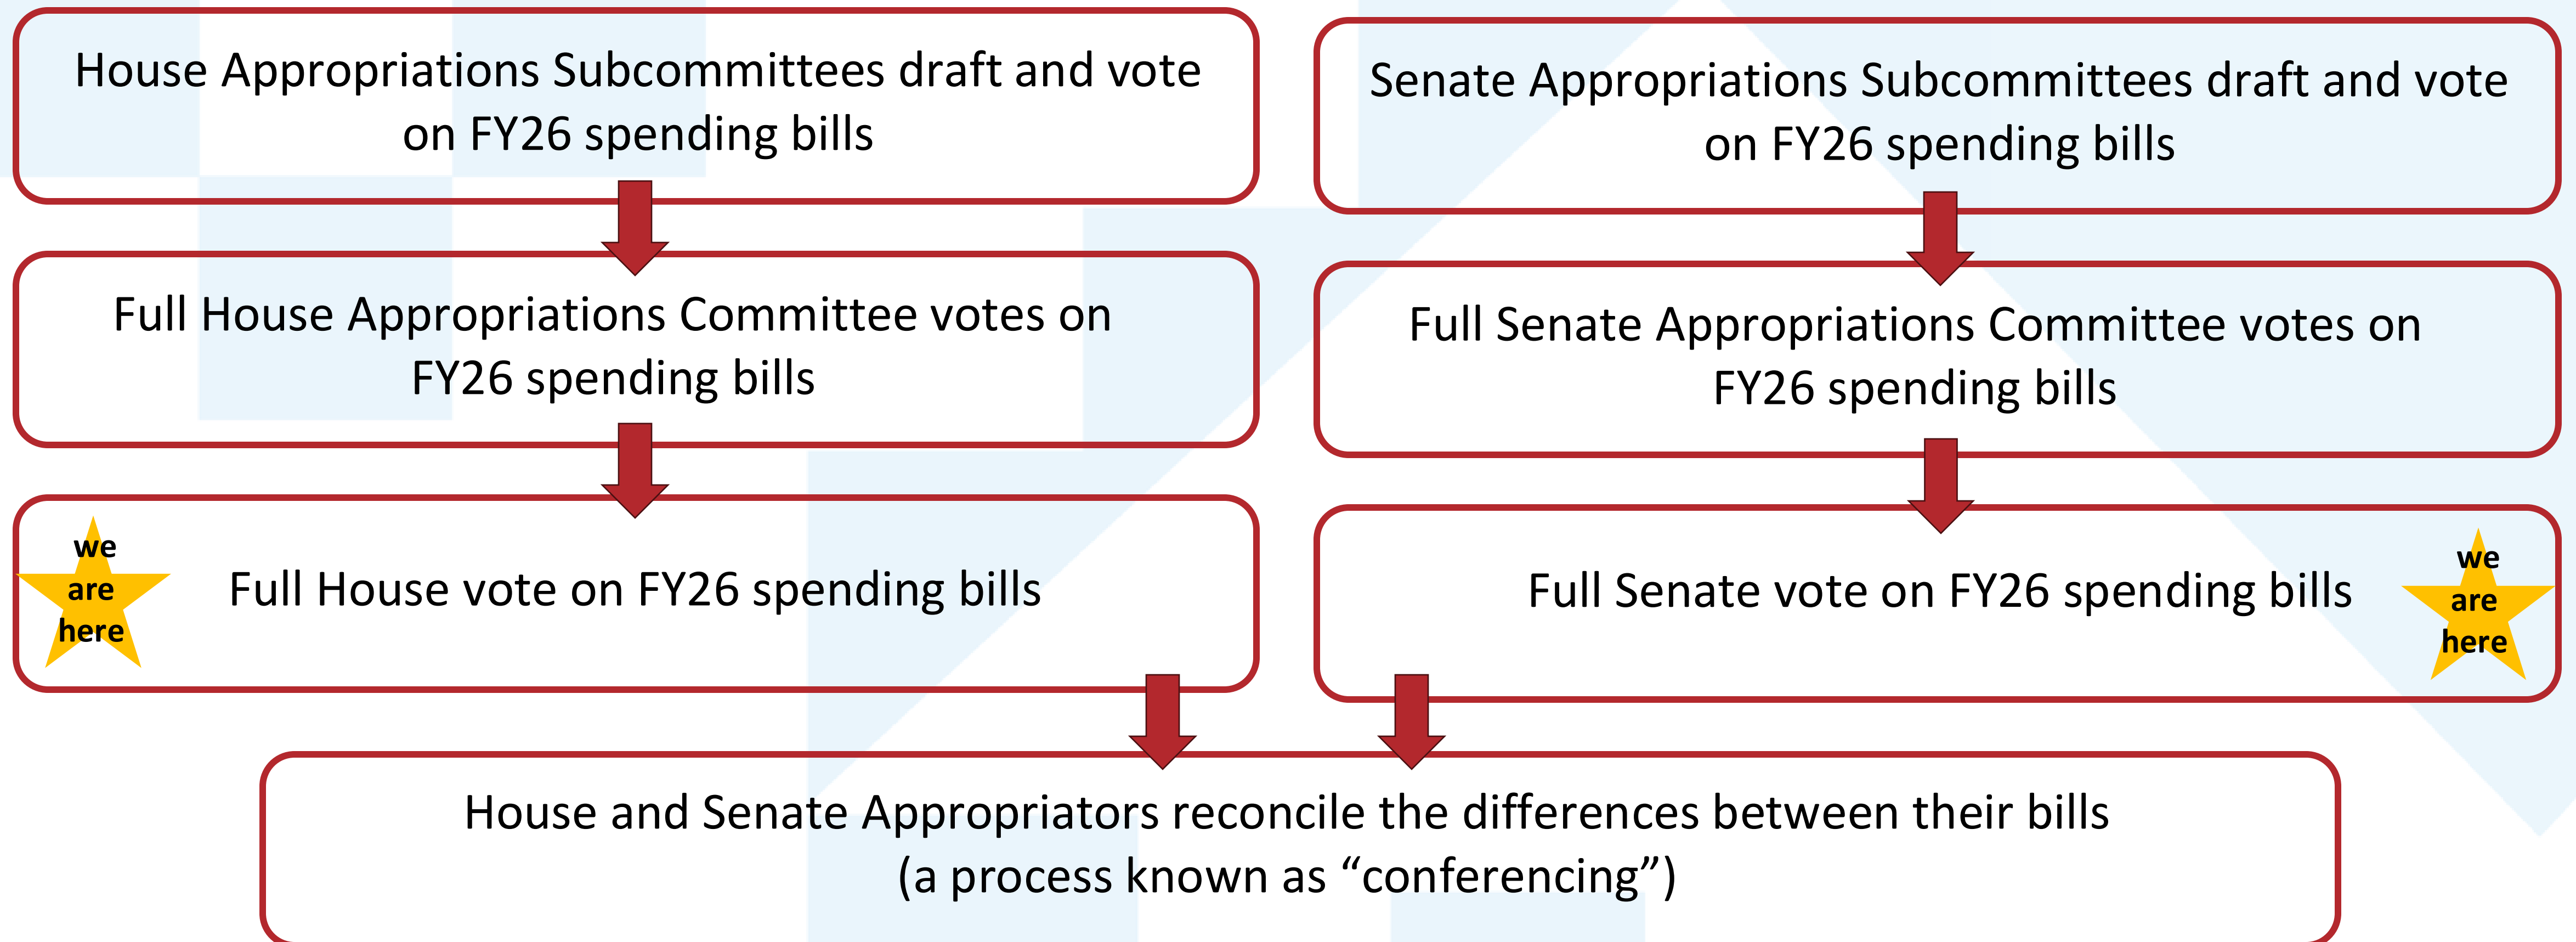 House Appropriations Subcommittees draft and vote
on FY26 spending bills
Senate Appropriations Subcommittees draft and vote
on FY26 spending bills
Full House Appropriations Committee votes on
FY26 spending bills
Full Senate Appropriations Committee votes on
FY26 spending bills
we
are
here
Full House vote on FY26 spending bills
Full Senate vote on FY26 spending bills
we
are
here
House and Senate Appropriators reconcile the differences between their bills
(a process known as “conferencing”)